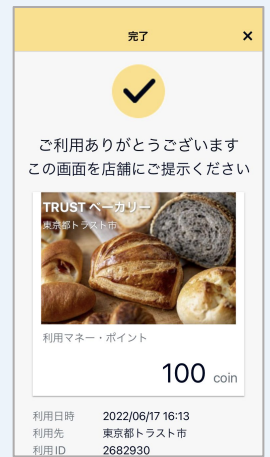 完了
×
ご利用ありがとうございます
この画面を店舗にご提示ください
TRUST ベーカリー
東京都トラスト市
利用マネー・ポイント
100 coin
利用日時 2022/06/17 16:13
利用先 東京都トラスト市
利用ID 2682930